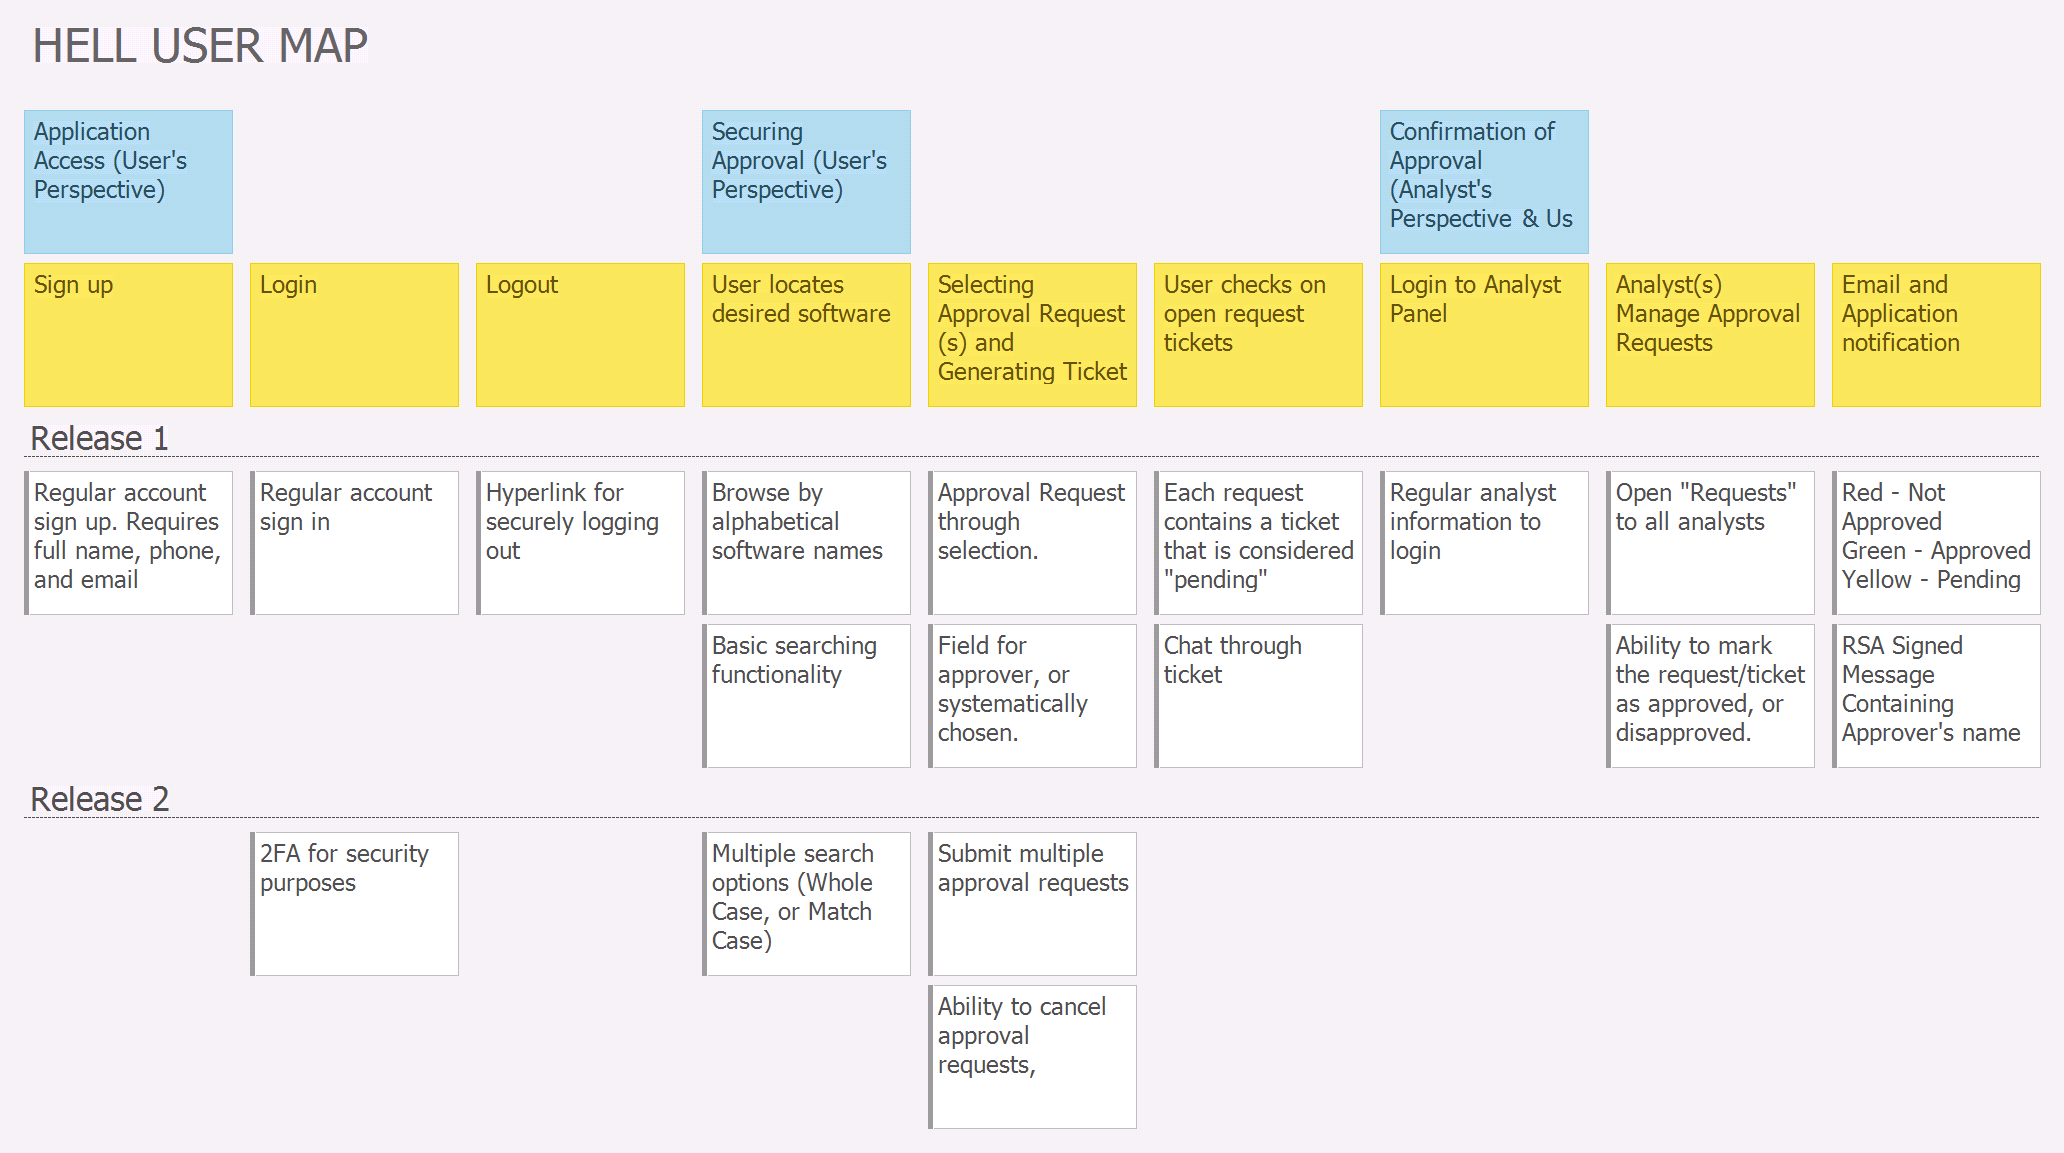 HELL USER MAP
Application
Access (User's
Perspective)
Securing
Approval (User's
Perspective)
Confirmation of
Approval
(Analyst's
Perspective & Us
Sign up
Login
Logout
User locates
desired software
Selecting
Approval Request
(s) and
Generating Ticket
User checks on
open request
tickets
Login to Analyst
Panel
Analyst(s)
Manage Approval
Requests
Email and
Application
notification
Release 1
Regular account
sign up. Requires
full name, phone,
and email
Regular account
sign in
Hyperlink for
securely logging
out
Browse by
alphabetical
software names
Approval Request
through
selection.
Each request
contains a ticket
that is considered
"pending"
Regular analyst
information to
login
Open "Requests"
to all analysts
Red - Not
Approved
Green - Approved
Yellow - Pending
Basic searching
functionality
Field for
approver, or
systematically
chosen.
Chat through
ticket
Ability to mark
the request/ticket
as approved, or
disapproved.
RSA Signed
Message
Containing
Approver's name
Release 2
2FA for security
purposes
Multiple search
options (Whole
Case, or Match
Case)
Submit multiple
approval requests
Ability to cancel
approval
requests,